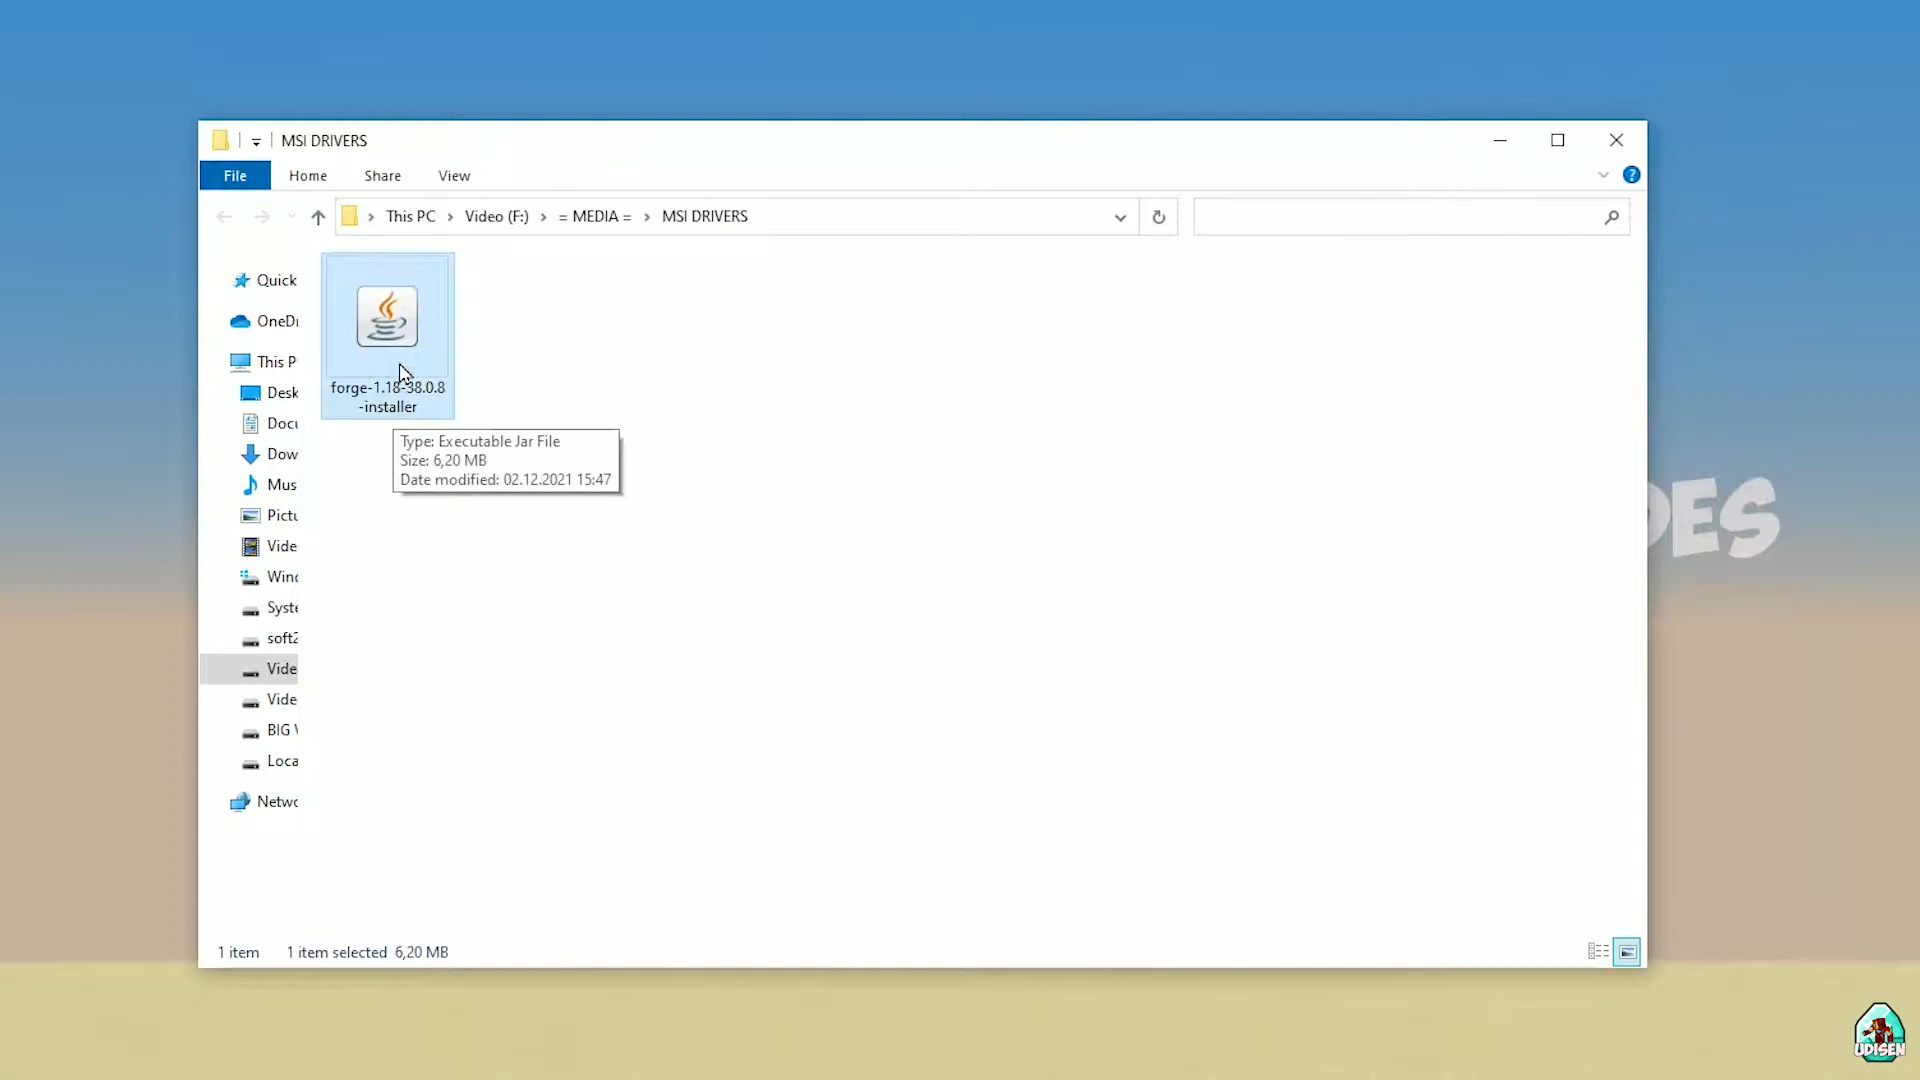 MSI DRIVERS
File
Home
Share
View
This PC
Video (F:)
= MEDIA =
MSI DRIVERS
Quick
OneDr
This P
Desk
Docu
Dow
Mus
Pictu
Vide
Wind
Syste
soft2
Vide
Vide
BIG V
Loca
Netwo
forge-1.18-38.0.8
-installer
Type: Executable Jar File
Size: 6,20 MB
Date modified: 02.12.2021 15:47
DES
1 item
1 item selected 6,20 MB
UDISEN